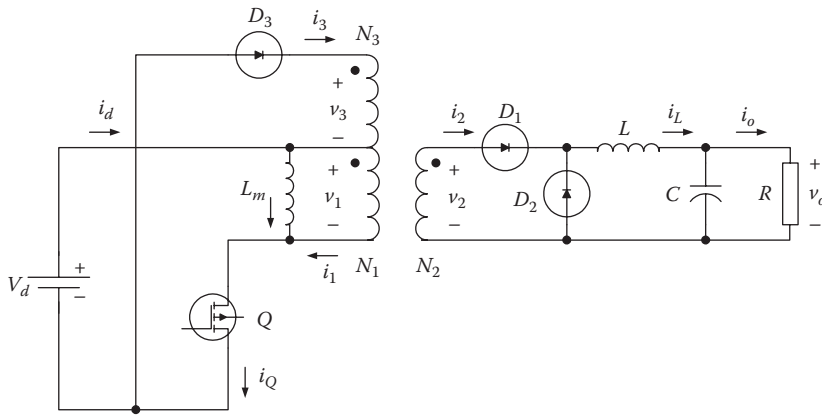 D3
i3
N3
+
v3
−
id
Lm
+
v1
−
i1
N1
N2
i2
D1
+
v2
−
D2
L
iL
io
C
R
+
vo
−
Vd
+
−
Q
iQ